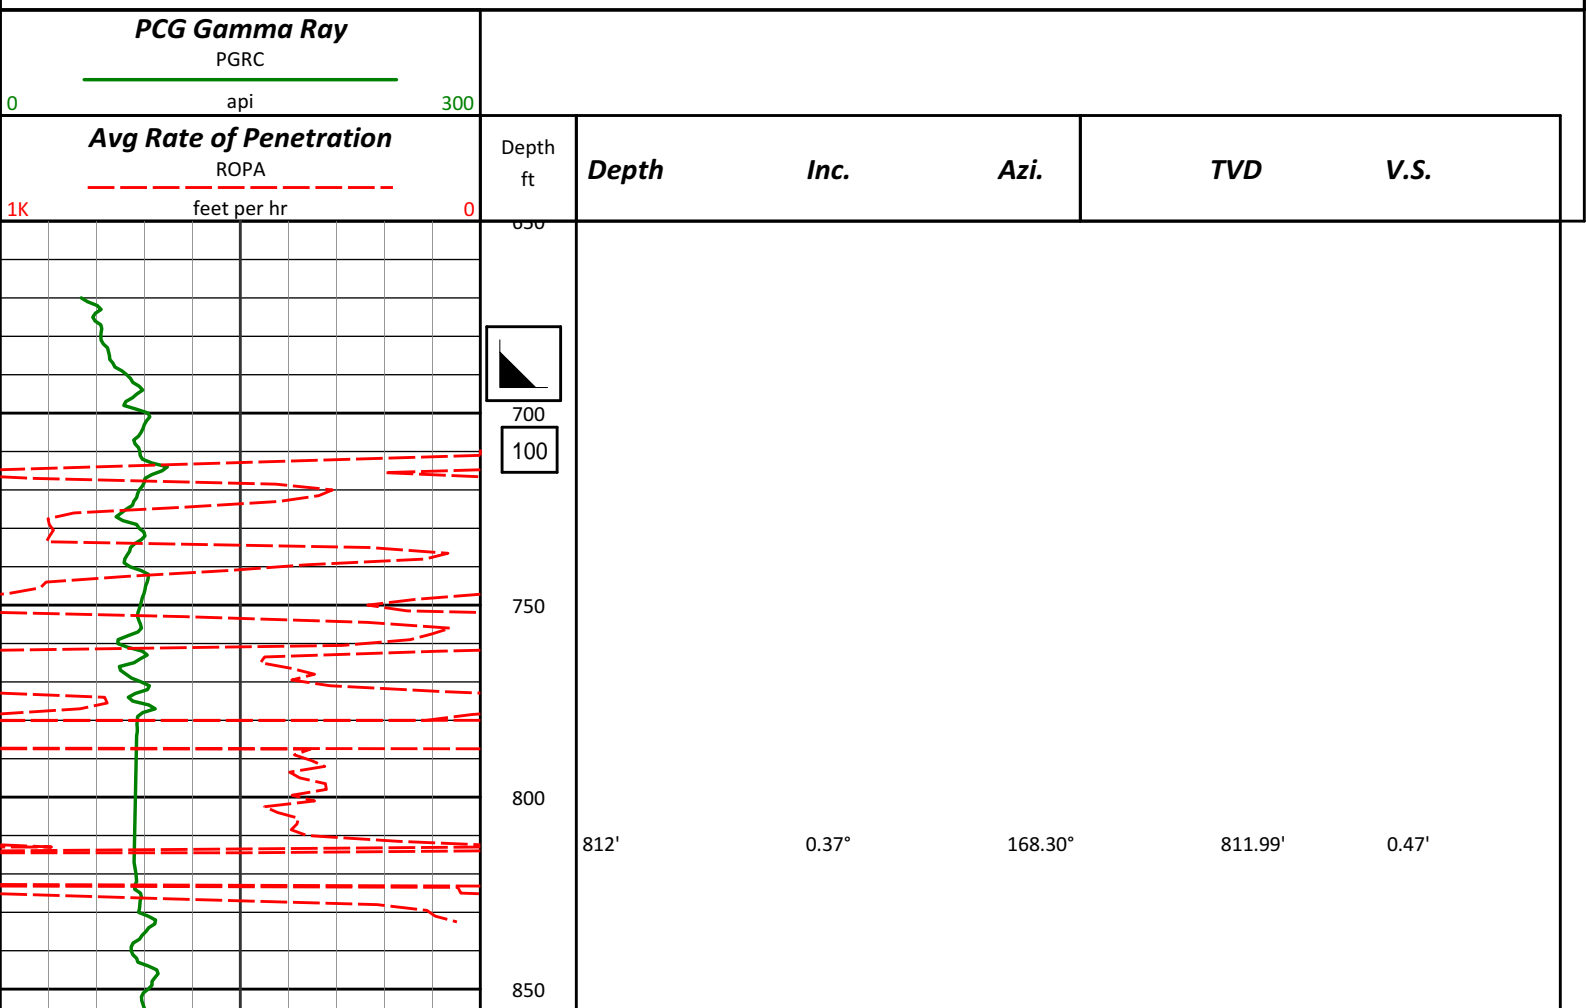 PCG Gamma Ray
PGRC
0 api 300
Avg Rate of Penetration
ROPA
1K feet per hr 0
Depth
ft
Depth Inc. Azi. TVD V.S.
650
700
100
750
800
812' 0.37° 168.30° 811.99' 0.47'
850